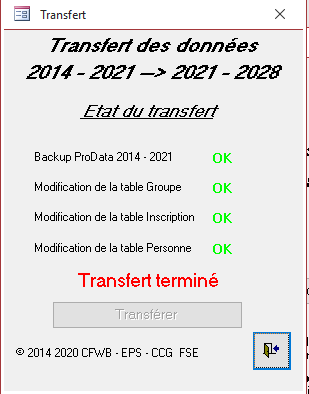 Transfert
Transfert des données
2014 - 2021 --> 2021 - 2028
Etat du transfert
Backup ProData 2014 - 2021 OK
Modification de la table Groupe OK
Modification de la table Inscription OK
Modification de la table Personne OK
Transfert terminé
Transférer
© 2014 2020 CFWB - EPS - CCG FSE